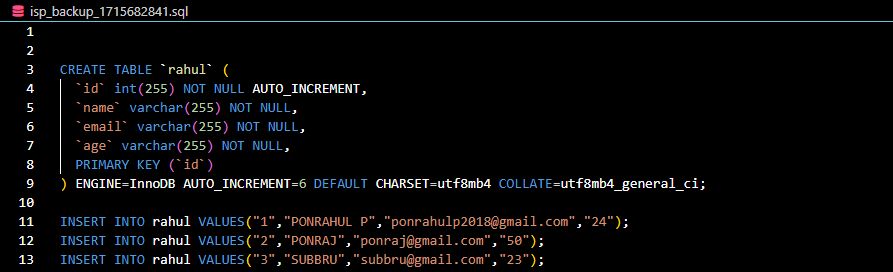 isp_backup_1715682841.sql
1
2
3 CREATE TABLE `rahul` (
4 `id` int(255) NOT NULL AUTO_INCREMENT,
5 `name` varchar(255) NOT NULL,
6 `email` varchar(255) NOT NULL,
7 `age` varchar(255) NOT NULL,
8 PRIMARY KEY (`id`)
9 ) ENGINE=InnoDB AUTO_INCREMENT=6 DEFAULT CHARSET=utf8mb4 COLLATE=utf8mb4_general_ci;
10
11 INSERT INTO rahul VALUES("1","PONRAHUL P","ponrahulp2018@gmail.com","24");
12 INSERT INTO rahul VALUES("2","PONRAJ","ponraj@gmail.com","50");
13 INSERT INTO rahul VALUES("3","SUBBRU","subbru@gmail.com","23");